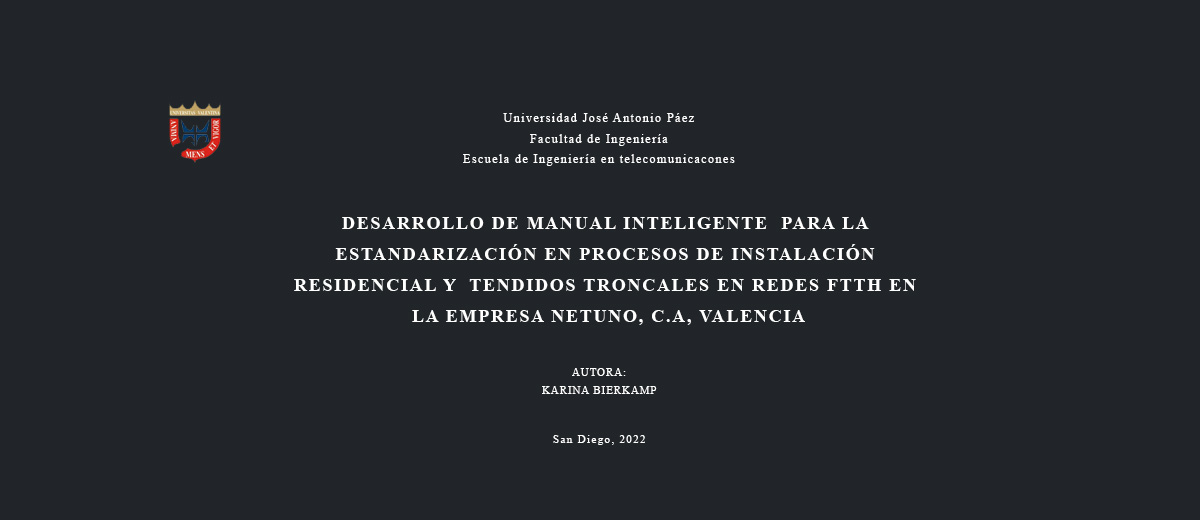 UNIVERSITAS VALENTINA
ANIMA
MENS
ET
VIGOR
Universidad José Antonio Páez
Facultad de Ingeniería
Escuela de Ingeniería en telecomunicacones
DESARROLLO DE MANUAL INTELIGENTE PARA LA
ESTANDARIZACIÓN EN PROCESOS DE INSTALACIÓN
RESIDENCIAL Y TENDIDOS TRONCALES EN REDES FTTH EN
LA EMPRESA NETUNO, C.A, VALENCIA
AUTORA:
KARINA BIERKAMP
San Diego, 2022